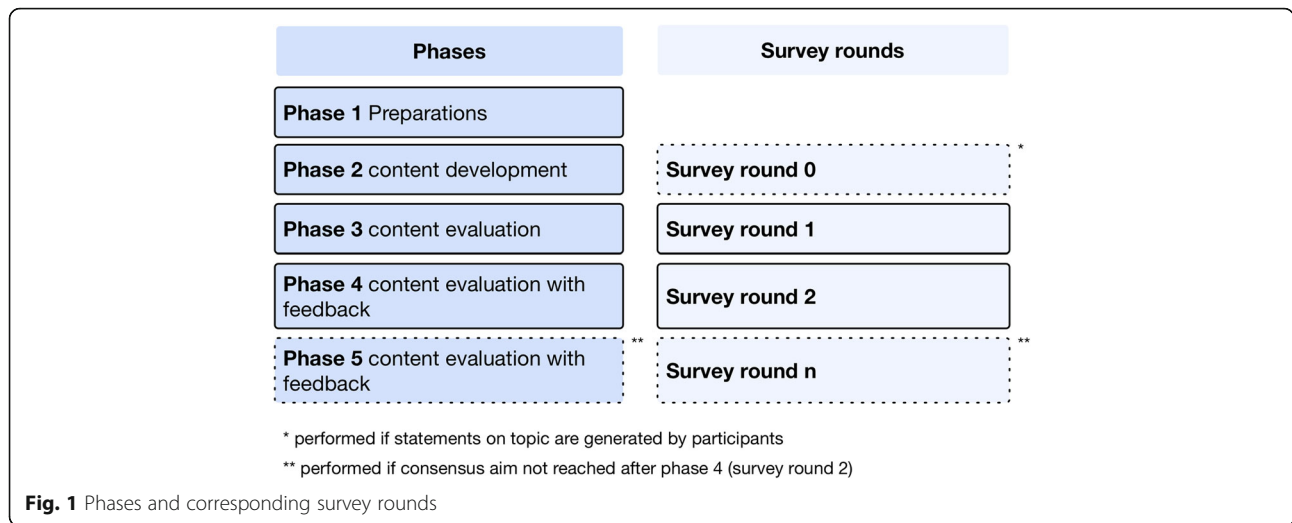 Phases
Survey rounds
Phase 1 Preparations
Phase 2 content development
Survey round 0
*
Phase 3 content evaluation
Survey round 1
Phase 4 content evaluation with
feedback
Survey round 2
Phase 5 content evaluation with
feedback
**
Survey round n
**
* performed if statements on topic are generated by participants
** performed if consensus aim not reached after phase 4 (survey round 2)
Fig. 1 Phases and corresponding survey rounds